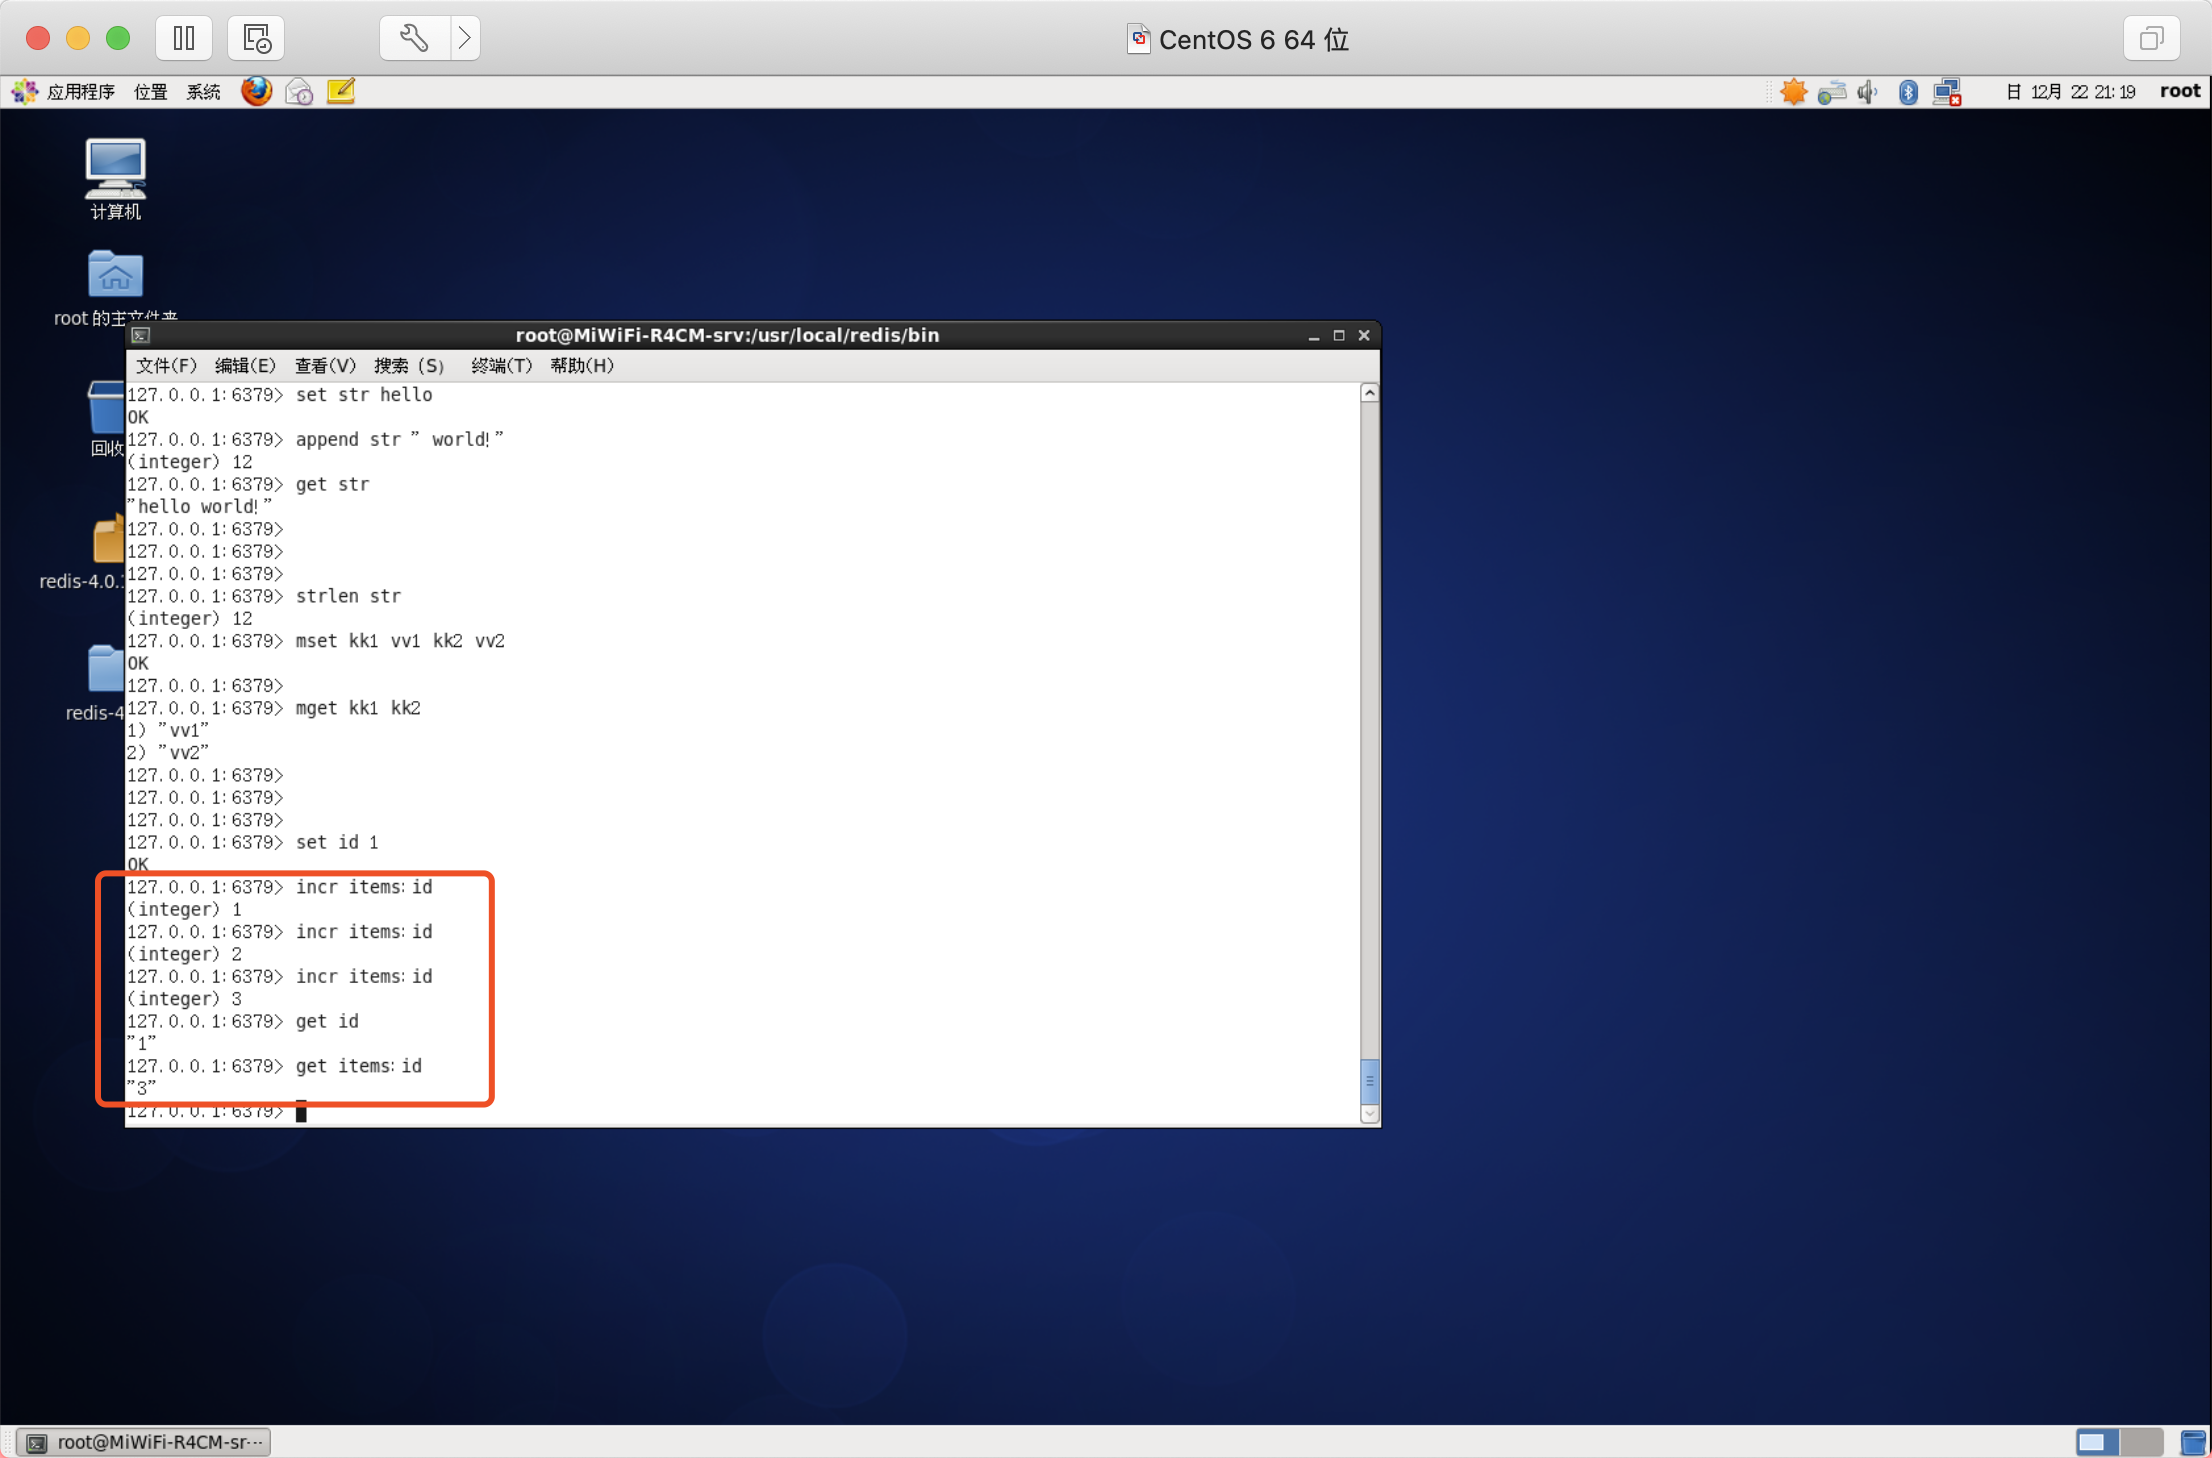 CentOS 6 64 位
应用程序 位置 系统
日 12月 22 21:19 root
计算机
root 的主文件夹
回收
redis-4.0.
redis-4
root@MiWiFi-R4CM-srv:/usr/local/redis/bin
文件(F) 编辑(E) 查看(V) 搜索 (S) 终端(T) 帮助(H)
127.0.0.1:6379> set str hello
OK
127.0.0.1:6379> append str " world!"
(integer) 12
127.0.0.1:6379> get str
"hello world!"
127.0.0.1:6379>
127.0.0.1:6379>
127.0.0.1:6379>
127.0.0.1:6379> strlen str
(integer) 12
127.0.0.1:6379> mset kk1 vv1 kk2 vv2
OK
127.0.0.1:6379>
127.0.0.1:6379> mget kk1 kk2
1) "vv1"
2) "vv2"
127.0.0.1:6379>
127.0.0.1:6379>
127.0.0.1:6379>
127.0.0.1:6379> set id 1
OK
127.0.0.1:6379> incr items:id
(integer) 1
127.0.0.1:6379> incr items:id
(integer) 2
127.0.0.1:6379> incr items:id
(integer) 3
127.0.0.1:6379> get id
"1"
127.0.0.1:6379> get items:id
"3"
127.0.0.1:6379>
root@MiWiFi-R4CM-sr···